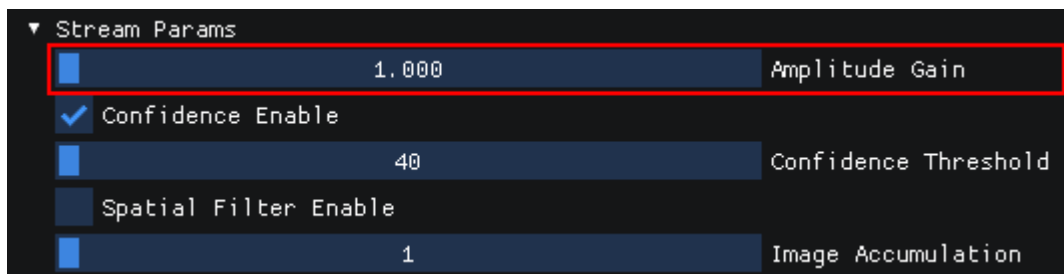 Stream Params
1.000 Amplitude Gain
Confidence Enable
40 Confidence Threshold
Spatial Filter Enable
1 Image Accumulation